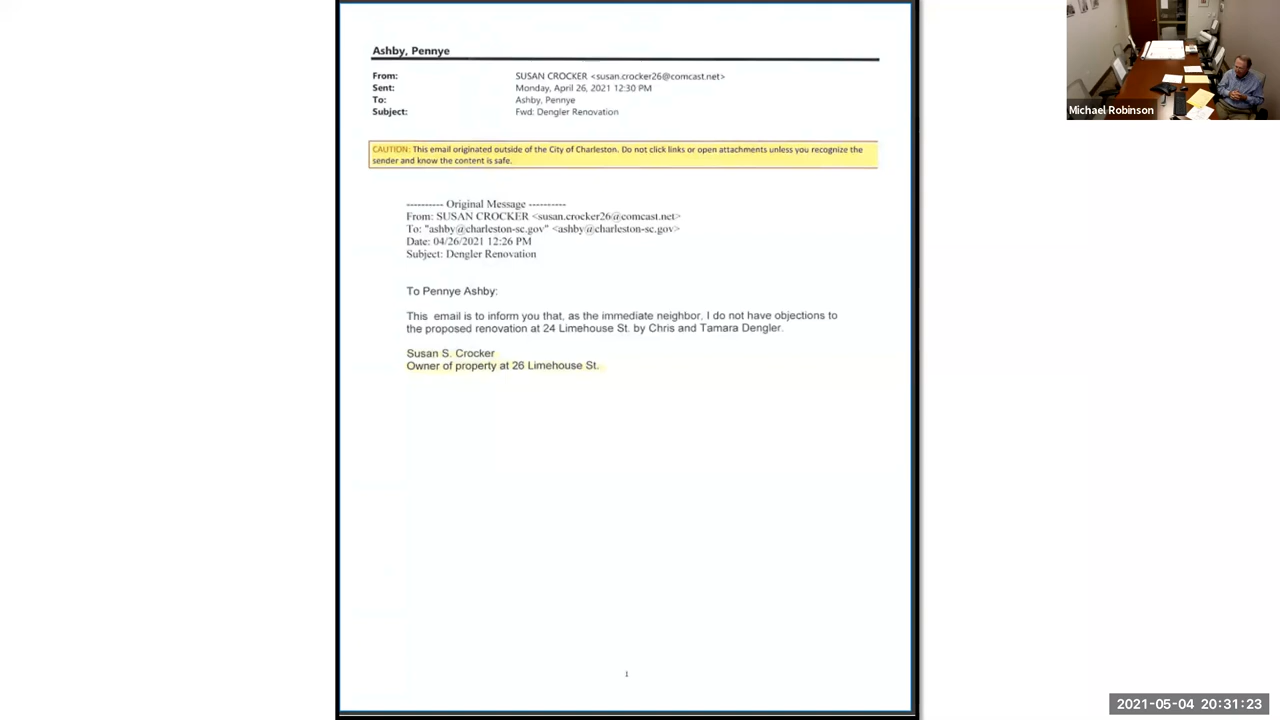 Ashby, Pennye
From: SUSAN CROCKER <susan.crocker26@comcast.net>
Sent: Monday, April 26, 2021 12:30 PM
To: Ashby, Pennye
Subject: Fwd: Dengler Renovation
CAUTION: This email originated outside of the City of Charleston. Do not click links or open attachments unless you recognize the
sender and know the content is safe.
---------- Original Message ----------
From: SUSAN CROCKER <susan.crocker26@comcast.net>
To: "ashby@charleston-sc.gov" <ashby@charleston-sc.gov>
Date: 04/26/2021 12:26 PM
Subject: Dengler Renovation
To Pennye Ashby:
This email is to inform you that, as the immediate neighbor, I do not have objections to
the proposed renovation at 24 Limehouse St. by Chris and Tamara Dengler.
Susan S. Crocker
Owner of property at 26 Limehouse St.
1
Michael Robinson
2021-05-04 20:31:23